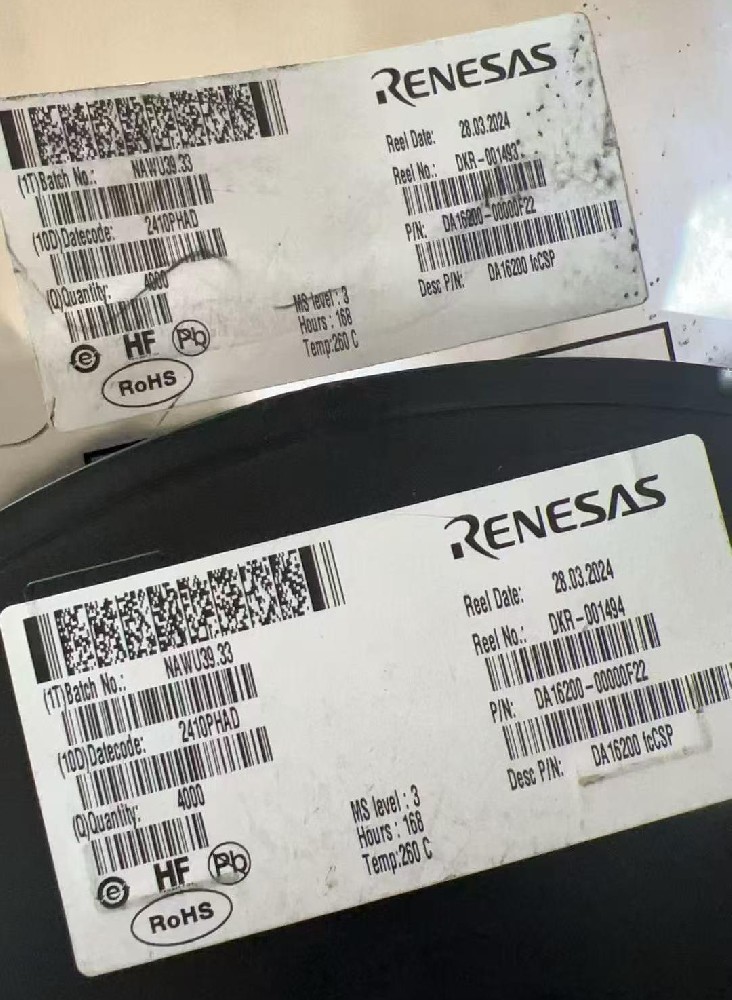 RENESAS
Reel Date: 28.03.2024
Reel No.: DKR-001493
P/N: DA16200-00000F22
Desc P/N: DA16200 fcCSP
(1T)Batch No.: NAWU39.33
(10D)Datecode: 2410PHAD
(Q)Quantity: 4000
MS level : 3
Hours : 168
Temp:260 C
e
HF
Pb
RoHS
RENESAS
Reel Date: 28.03.2024
Reel No.: DKR-001494
P/N: DA16200-00000F22
Desc P/N: DA16200 fcCSP
(1T)Batch No.: NAWU39.33
(10D)Datecode: 2410PHAD
(Q)Quantity: 4000
MS level : 3
Hours : 168
Temp:260 C
e
HF
Pb
RoHS